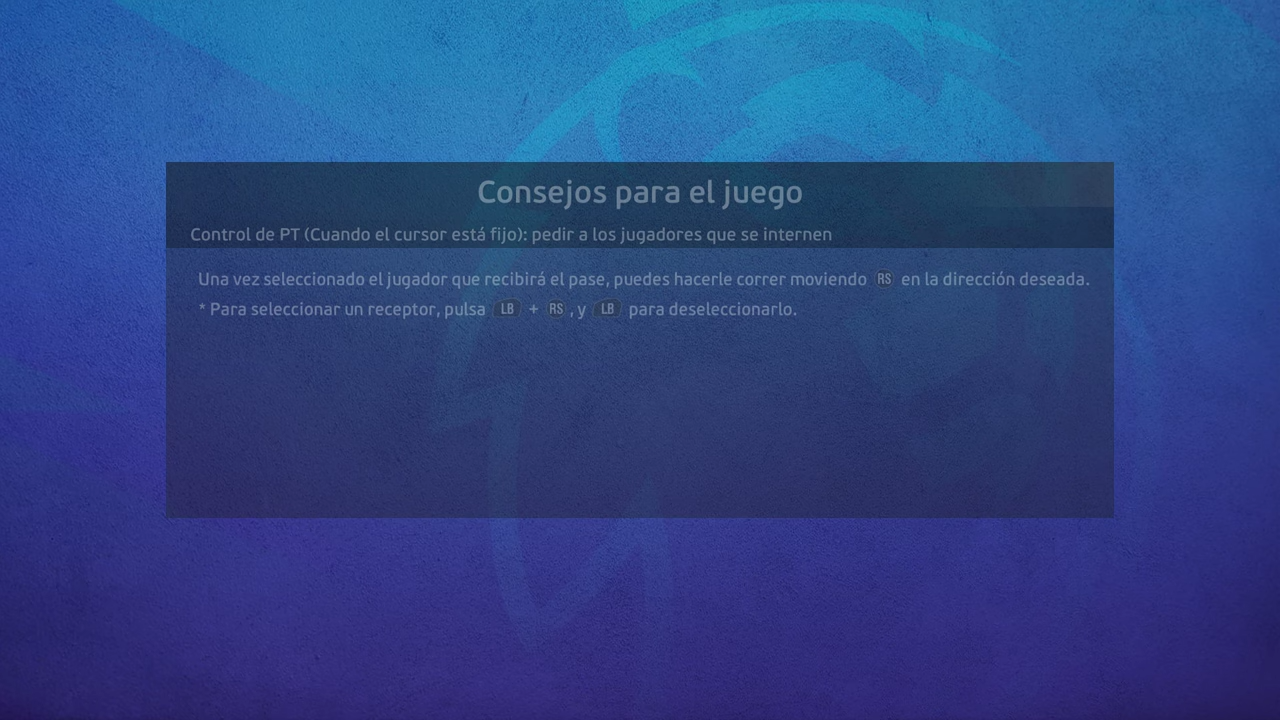 Consejos para el juego
Control de PT (Cuando el cursor está fijo): pedir a los jugadores que se internen
Una vez seleccionado el jugador que recibirá el pase, puedes hacerle correr moviendo RS en la dirección deseada.
* Para seleccionar un receptor, pulsa LB + RS , y LB para deseleccionarlo.